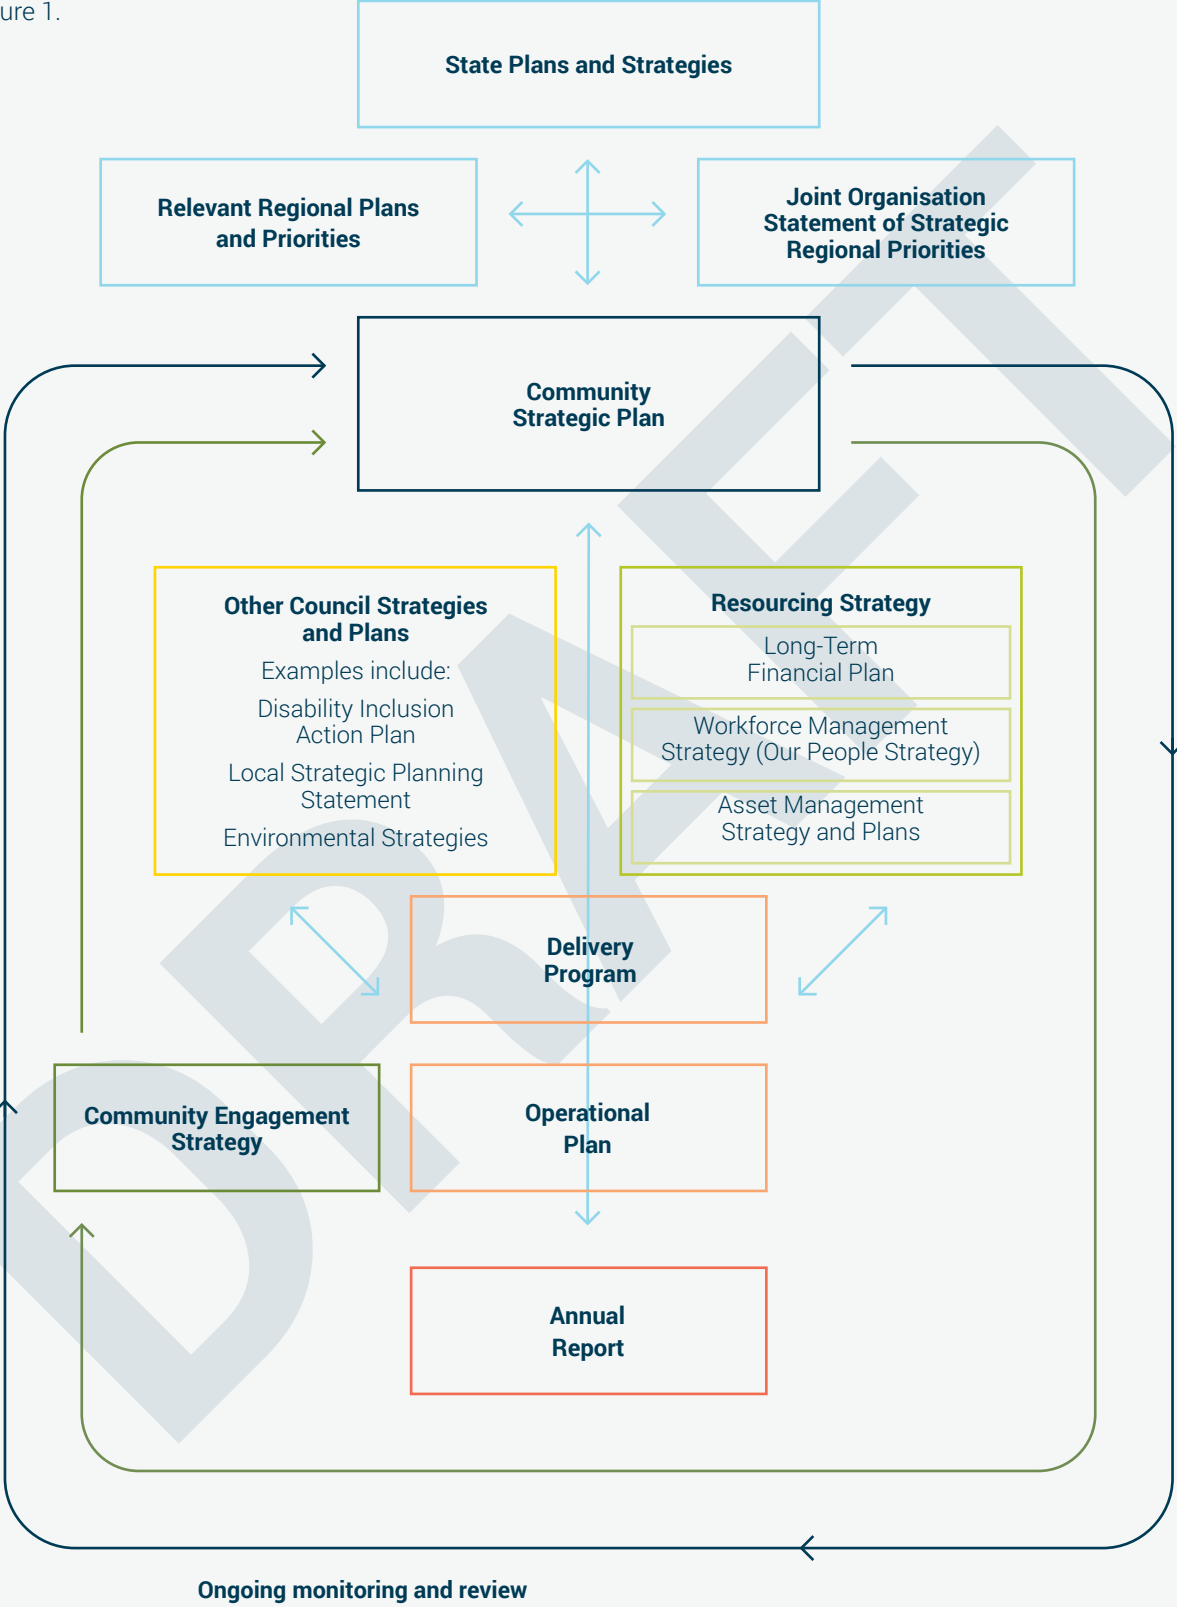 ure 1.
State Plans and Strategies
Relevant Regional Plans
and Priorities
Joint Organisation
Statement of Strategic
Regional Priorities
Community
Strategic Plan
Other Council Strategies
and Plans
Examples include:
Disability Inclusion
Action Plan
Local Strategic Planning
Statement
Environmental Strategies
Resourcing Strategy
Long-Term
Financial Plan
Workforce Management
Strategy (Our People Strategy)
Asset Management
Strategy and Plans
Delivery
Program
Community Engagement
Strategy
Operational
Plan
Annual
Report
Ongoing monitoring and review
DRAFT